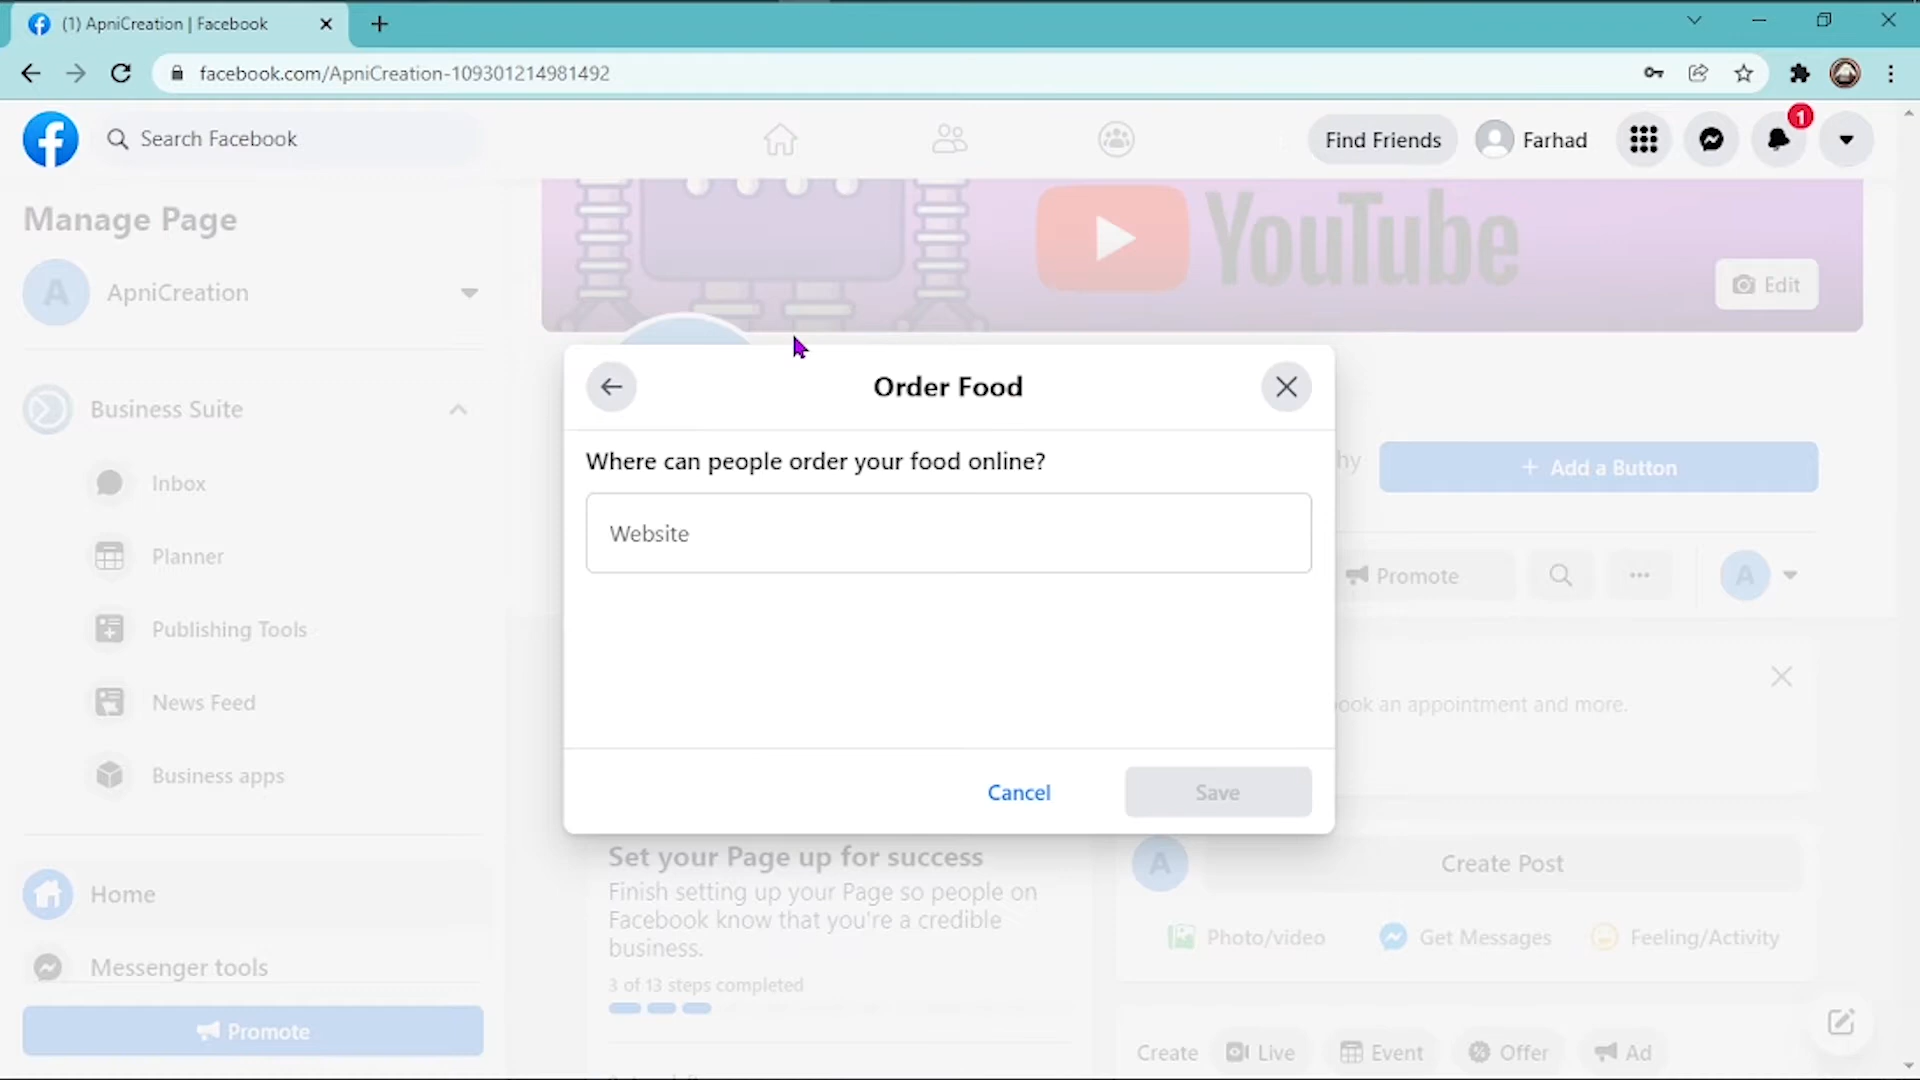 (1) ApniCreation | Facebook
facebook.com/ApniCreation-109301214981492
Search Facebook
Find Friends
Farhad
1
Manage Page
YouTube
Edit
A ApniCreation
Order Food
Business Suite
Where can people order your food online?
hy
+ Add a Button
Inbox
Website
Planner
Promote
A
Publishing Tools
News Feed
ook an appointment and more.
Business apps
Cancel
Save
Set your Page up for success
A Create Post
Finish setting up your Page so people on
Facebook know that you're a credible
business.
Home
Photo/video
Get Messages
Feeling/Activity
Messenger tools
3 of 13 steps completed
Promote
Create
Live
Event
Offer
Ad